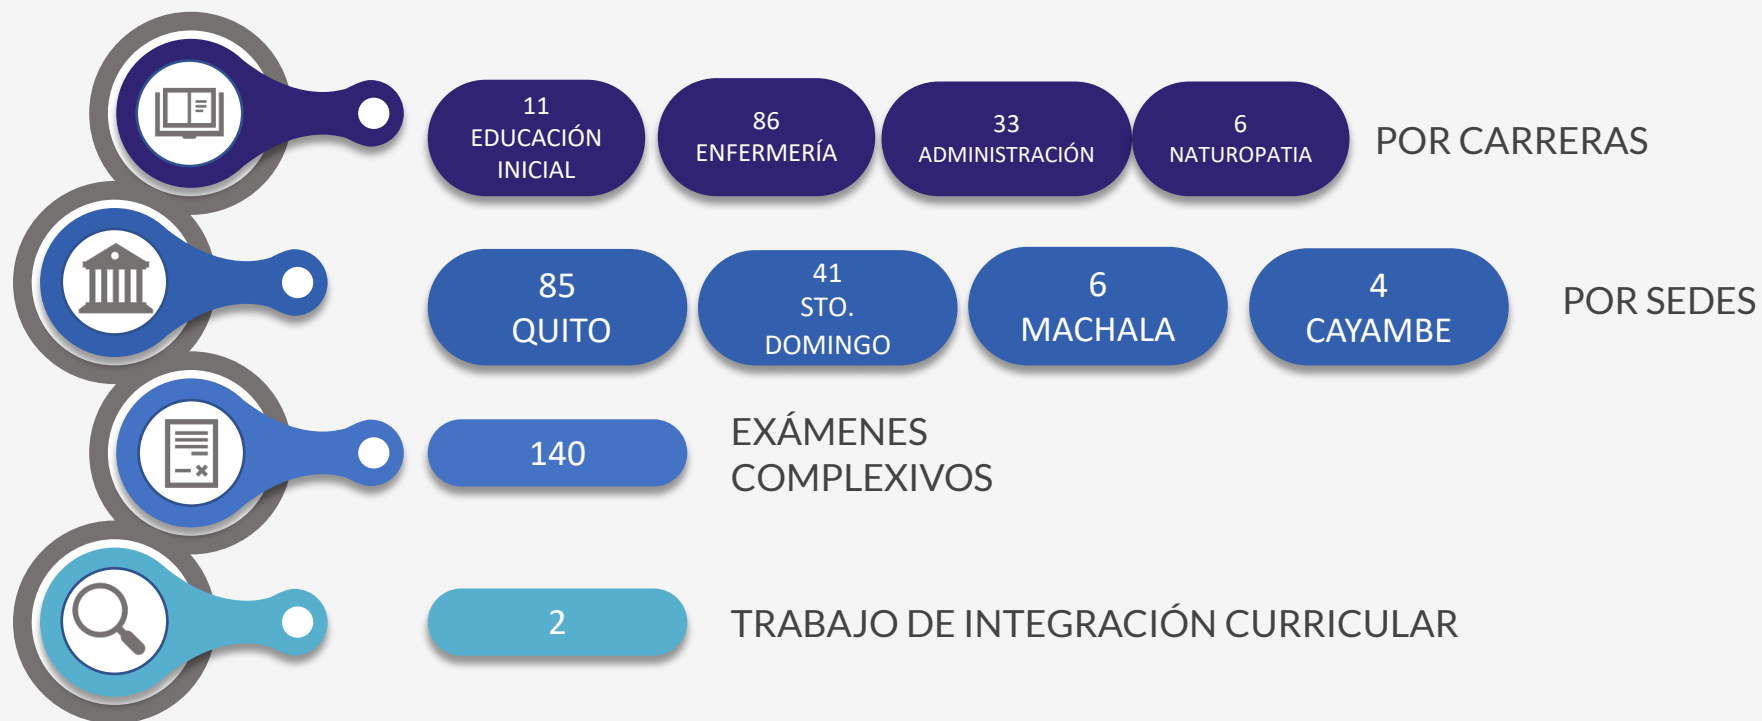 11
EDUCACIÓN
INICIAL
86
ENFERMERÍA
33
ADMINISTRACIÓN
6
NATUROPATIA
POR CARRERAS
85
QUITO
41
STO.
DOMINGO
6
MACHALA
4
CAYAMBE
POR SEDES
140
EXÁMENES
COMPLEXIVOS
2
TRABAJO DE INTEGRACIÓN CURRICULAR